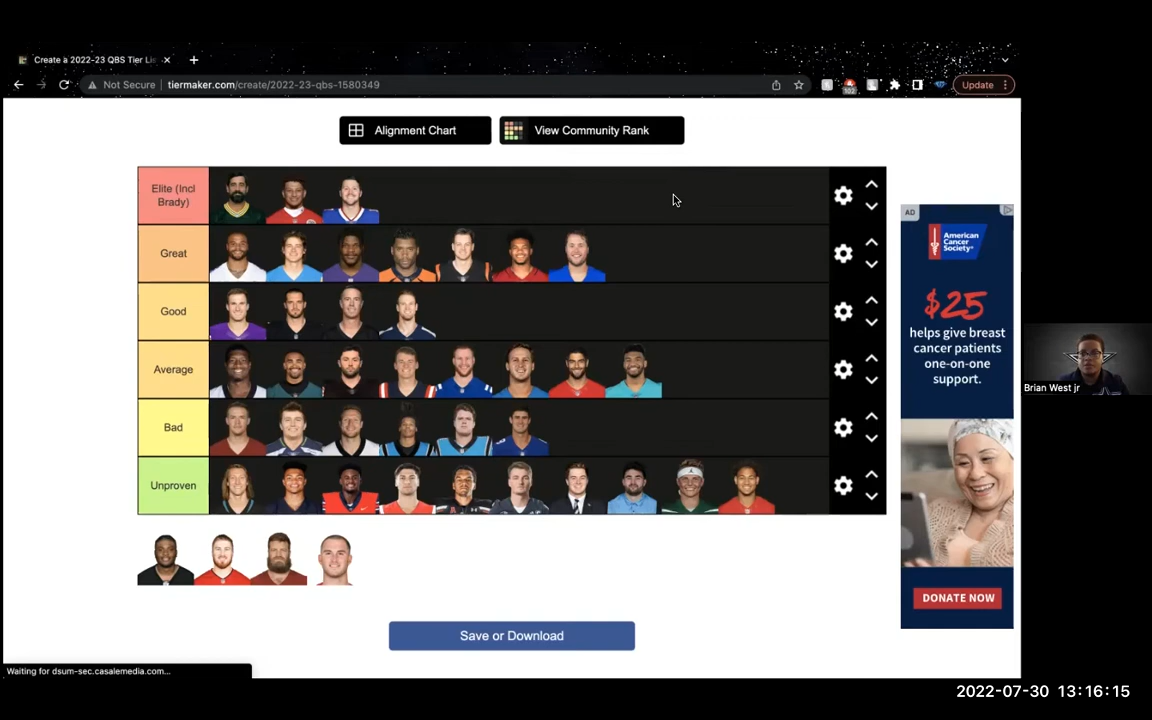 Create a 2022-23 QBS Tier Lis
Not Secure | tiermaker.com/create/2022-23-qbs-1580349
102
Update
Alignment Chart
View Community Rank
Elite (Incl
Brady)
Great
Good
Average
Bad
Unproven
AD
American
Cancer
Society
$25
helps give breast
cancer patients
one-on-one
support.
DONATE NOW
Brian West jr
Save or Download
Waiting for dsum-sec.casalemedia.com...
2022-07-30 13:16:15